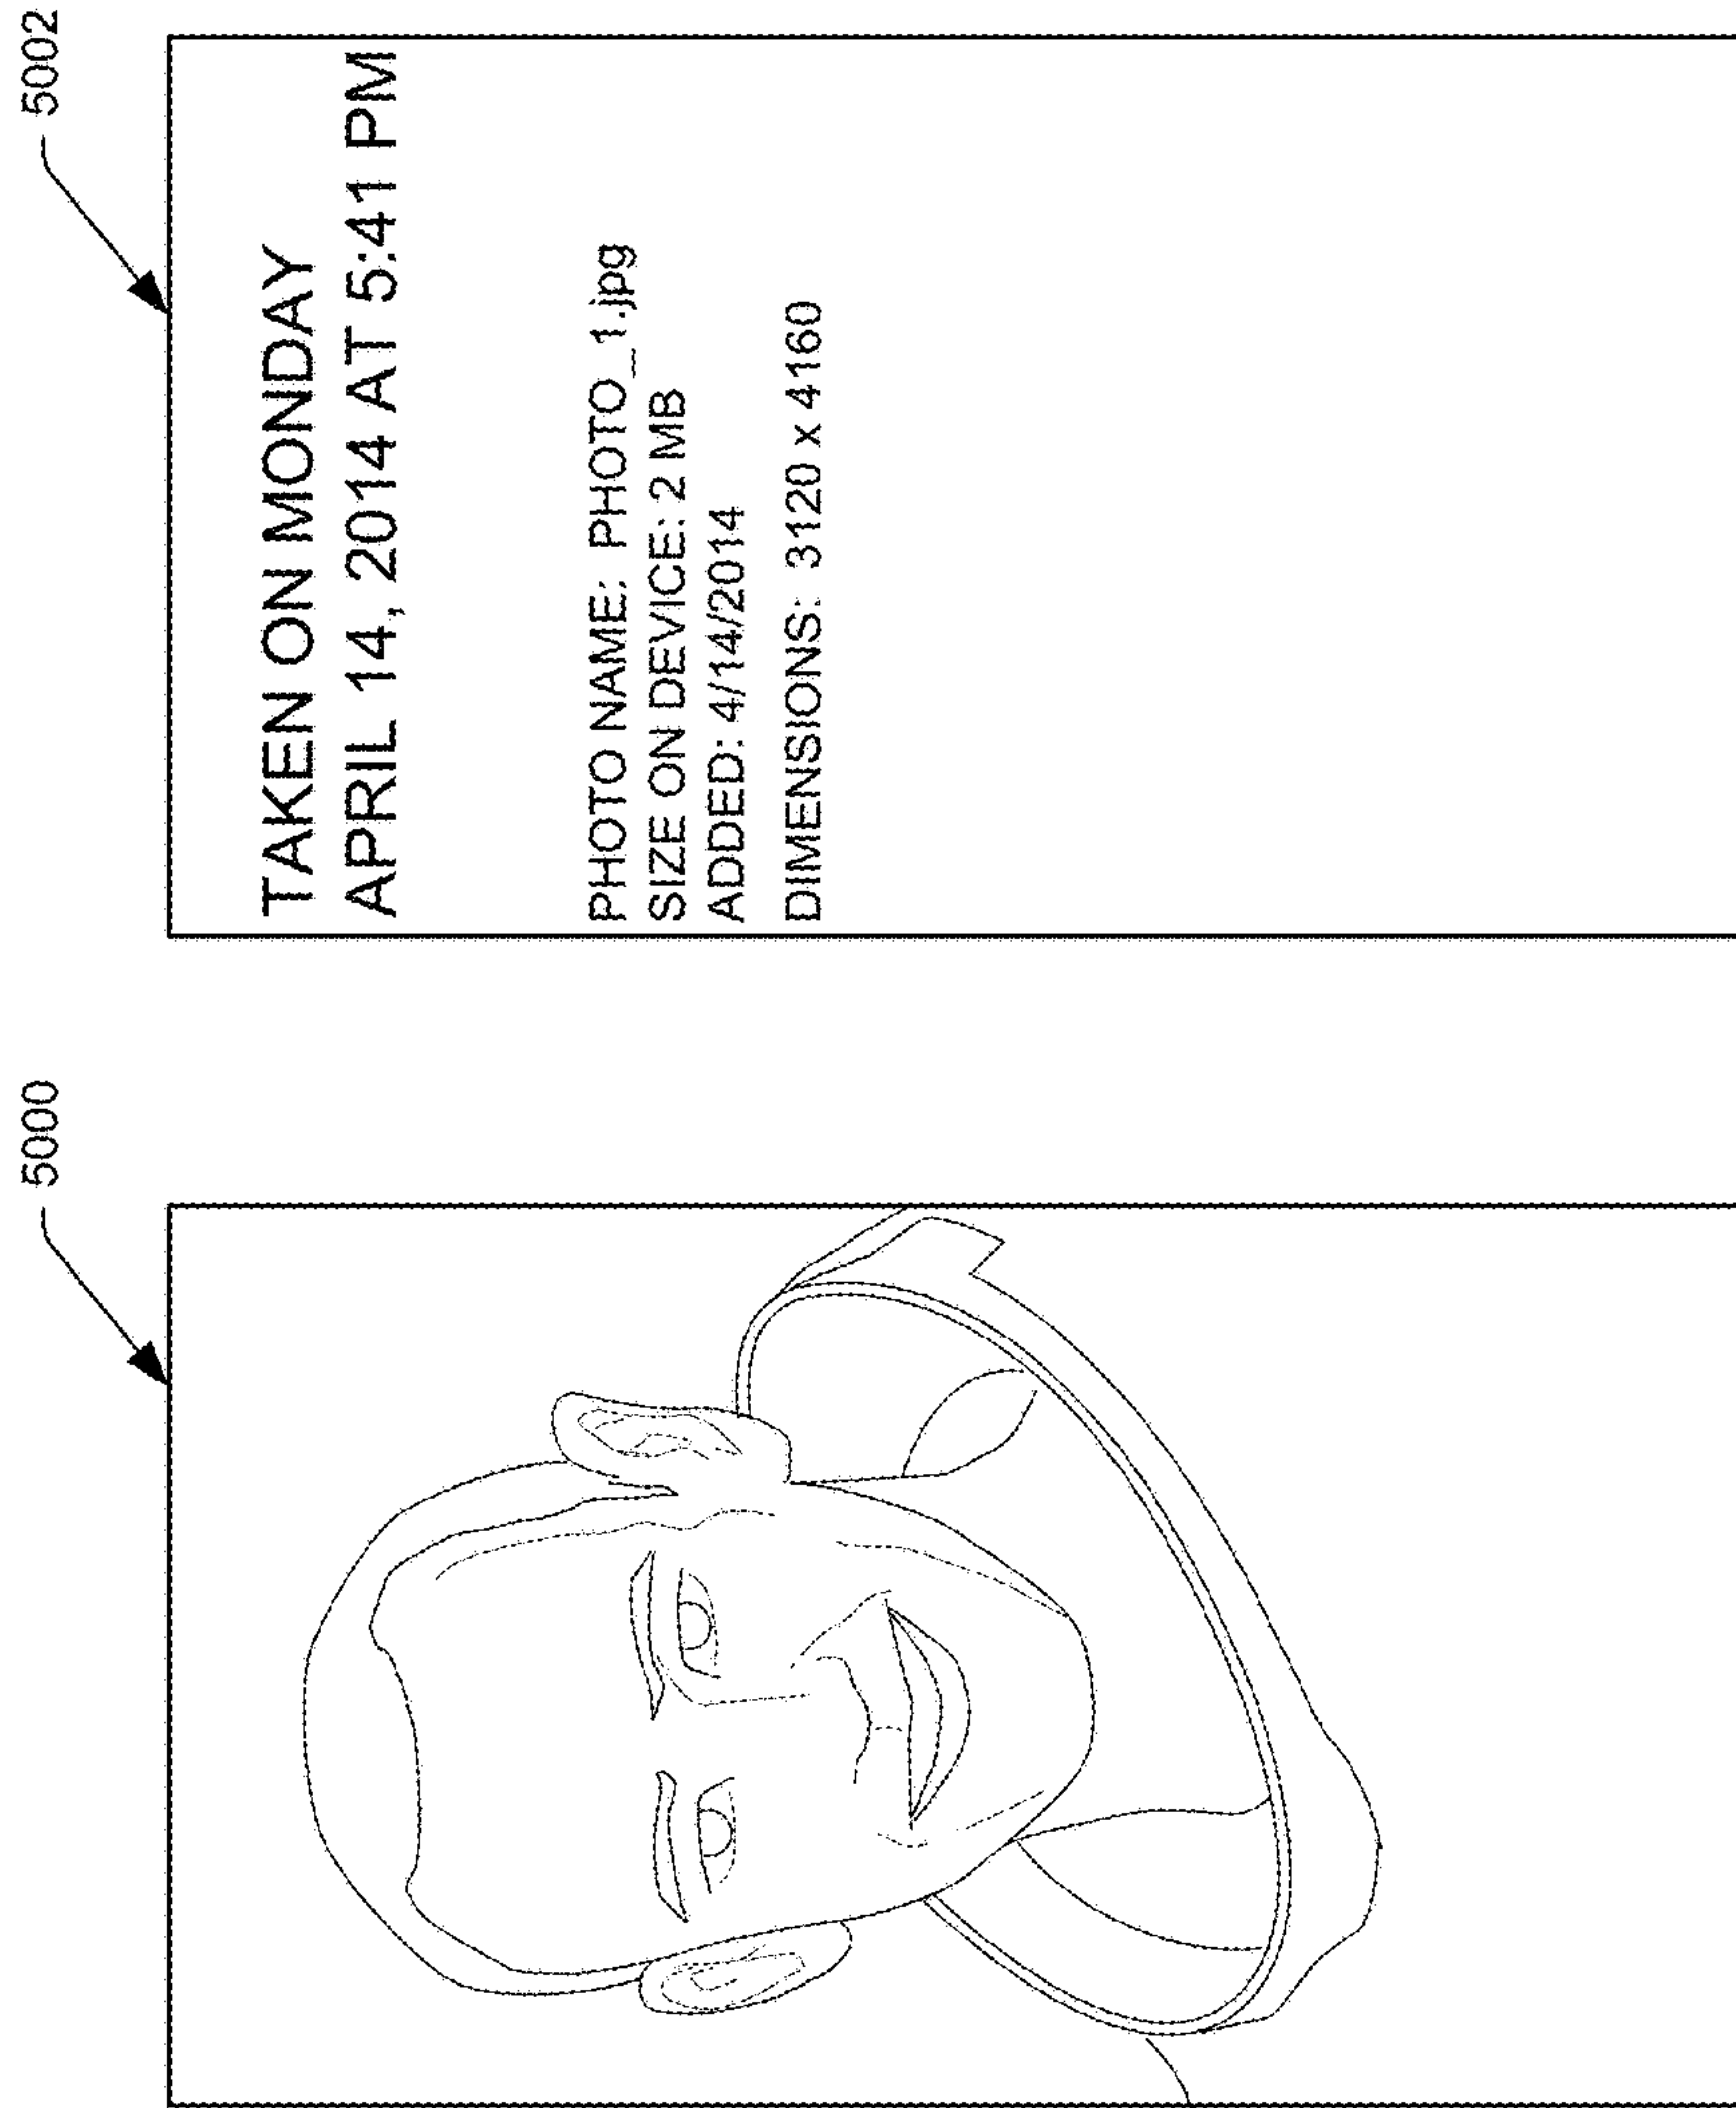 5000
5002
TAKEN ON MONDAY
APRIL 14, 2014 AT 5:41 PM
PHOTO NAME: PHOTO_1.jpg
SIZE ON DEVICE: 2 MB
ADDED: 4/14/2014
DIMENSIONS: 3120 x 4160